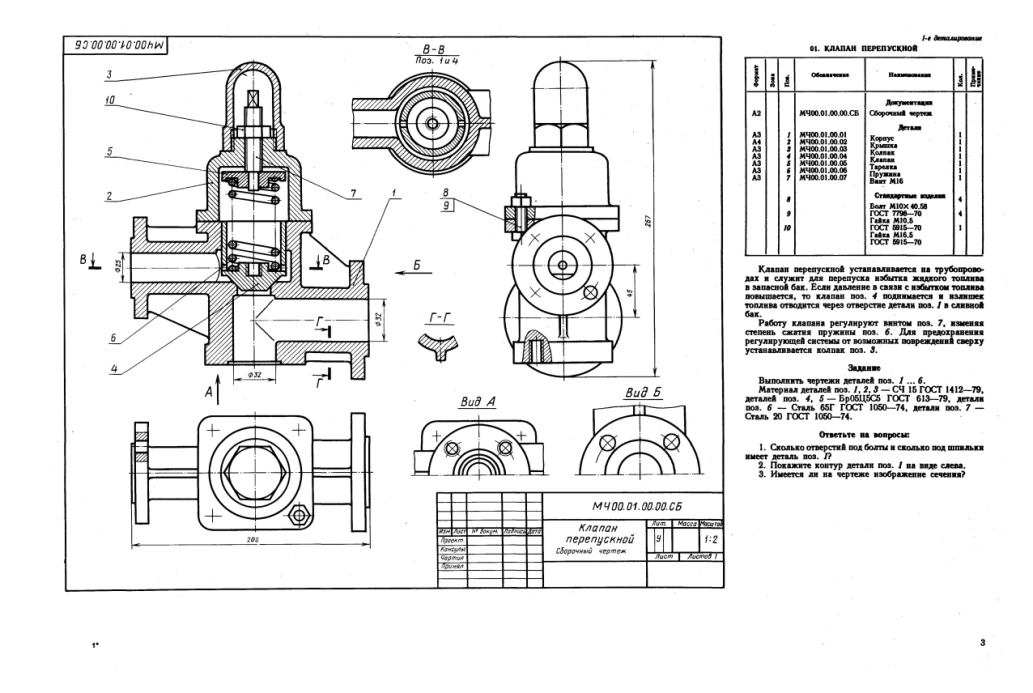 МЧ00.01.00.00.СБ
3
10
5
2
7
1
В
В
Ø25
Б
Г
Г
Ø32
6
4
Ø32
А
В-В
Поз. 1 и 4
8
9
267
45
Г-Г
Вид А
Вид Б
208
МЧ00.01.00.00.СБ
Клапан
перепускной
Сборочный чертеж
Лит. Масса Масштаб
У 1:2
Лист Листов 1
Изм Лист № докум. Подпись Дата
Проект.
Консульт
Чертил
Принял
1-е деталирование
01. КЛАПАН ПЕРЕПУСКНОЙ
Формат Зона Поз. Обозначение Наименование Кол. Приме-чание
Документация
А2 МЧ00.01.00.00.СБ Сборочный чертеж
Детали
А3 1 МЧ00.01.00.01 Корпус 1
А4 2 МЧ00.01.00.02 Крышка 1
А3 3 МЧ00.01.00.03 Колпак 1
А3 4 МЧ00.01.00.04 Клапан 1
А3 5 МЧ00.01.00.05 Тарелка 1
А3 6 МЧ00.01.00.06 Пружина 1
А3 7 МЧ00.01.00.07 Винт М16 1
Стандартные изделия
8 Болт М10×40.58 4
ГОСТ 7798—70
9 Гайка М10.5 4
ГОСТ 5915—70
10 Гайка М16.5 1
ГОСТ 5915—70
Клапан перепускной устанавливается на трубопрово-
дах и служит для перепуска избытка жидкого топлива
в запасной бак. Если давление в связи с избытком топлива
повышается, то клапан поз. 4 поднимается и излишек
топлива отводится через отверстие детали поз. 1 в сливной
бак.
Работу клапана регулируют винтом поз. 7, изменяя
степень сжатия пружины поз. 6. Для предохранения
регулирующей системы от возможных повреждений сверху
устанавливается колпак поз. 3.
Задание
Выполнить чертежи деталей поз. 1 ... 6.
Материал деталей поз. 1, 2, 3 — СЧ 15 ГОСТ 1412—79,
деталей поз. 4, 5 — Бр05Ц5С5 ГОСТ 613—79, детали
поз. 6 — Сталь 65Г ГОСТ 1050—74, детали поз. 7 —
Сталь 20 ГОСТ 1050—74.
Ответьте на вопросы:
1. Сколько отверстий под болты и сколько под шпильки
имеет деталь поз. 1?
2. Покажите контур детали поз. 1 на виде слева.
3. Имеется ли на чертеже изображение сечения?
1*
3